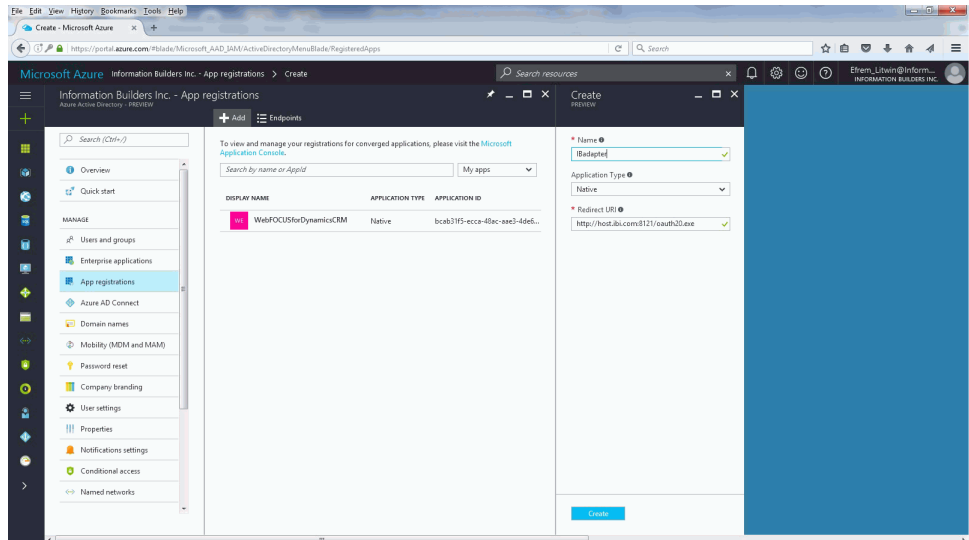 File Edit View History Bookmarks Tools Help
Create - Microsoft Azure
https://portal.azure.com/#blade/Microsoft_AAD_IAM/ActiveDirectoryMenuBlade/RegisteredApps
Search
Microsoft Azure Information Builders Inc. - App registrations > Create
Search resources
Efrem_Litwin@Inform...
INFORMATION BUILDERS INC.
Information Builders Inc. - App registrations
Azure Active Directory - PREVIEW
Add
Endpoints
Search (Ctrl+/)
Overview
Quick start
MANAGE
Users and groups
Enterprise applications
App registrations
Azure AD Connect
Domain names
Mobility (MDM and MAM)
Password reset
Company branding
User settings
Properties
Notifications settings
Conditional access
Named networks
To view and manage your registrations for converged applications, please visit the Microsoft
Application Console.
Search by name or AppId
My apps
DISPLAY NAME APPLICATION TYPE APPLICATION ID
WE WebFOCUSforDynamicsCRM Native bcab31f5-ecca-48ac-aae3-4de6...
Create
PREVIEW
* Name
IBadapter
Application Type
Native
* Redirect URI
http://host.ibi.com:8121/oauth20.exe
Create